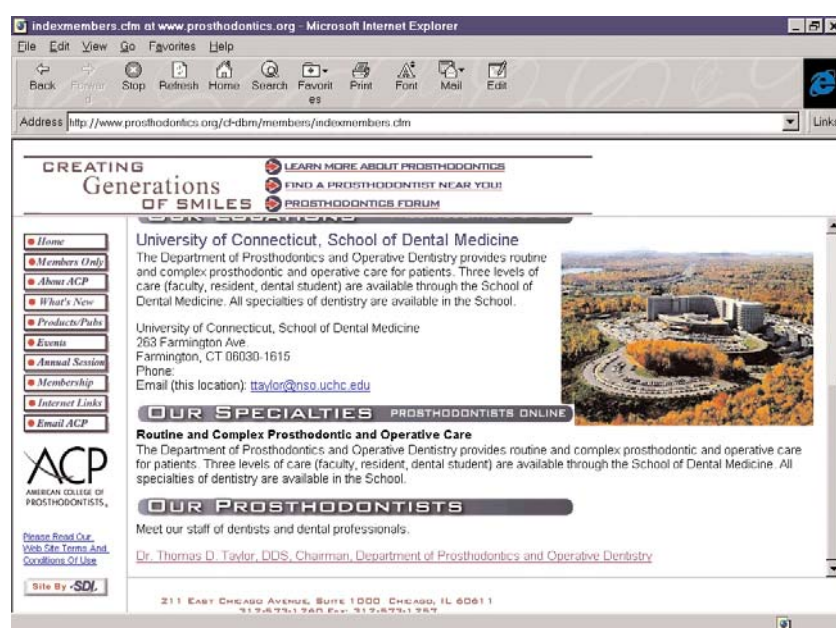 indexmembers.cfm at www.prosthodontics.org - Microsoft Internet Explorer
File Edit View Go Favorites Help
Back Forward Stop Refresh Home Search Favorites Print Font Mail Edit
Address http://www.prosthodontics.org/cf-dbm/members/indexmembers.cfm Links
CREATING
Generations
OF SMILES
LEARN MORE ABOUT PROSTHODONTICS
FIND A PROSTHODONTIST NEAR YOU!
PROSTHODONTICS FORUM
Home
Members Only
About ACP
What's New
Products/Pubs
Events
Annual Session
Membership
Internet Links
Email ACP
ACP
AMERICAN COLLEGE OF
PROSTHODONTISTS
Please Read Our
Web Site Terms And
Conditions Of Use
Site By SDI
OUR LOCATIONS
University of Connecticut, School of Dental Medicine
The Department of Prosthodontics and Operative Dentistry provides routine
and complex prosthodontic and operative care for patients. Three levels of
care (faculty, resident, dental student) are available through the School of
Dental Medicine. All specialties of dentistry are available in the School.
University of Connecticut, School of Dental Medicine
263 Farmington Ave.
Farmington, CT 06030-1615
Phone:
Email (this location): ttaylor@nso.uchc.edu
OUR SPECIALTIES PROSTHODONTISTS ONLINE
Routine and Complex Prosthodontic and Operative Care
The Department of Prosthodontics and Operative Dentistry provides routine and complex prosthodontic and operative care
for patients. Three levels of care (faculty, resident, dental student) are available through the School of Dental Medicine. All
specialties of dentistry are available in the School.
OUR PROSTHODONTISTS
Meet our staff of dentists and dental professionals.
Dr. Thomas D. Taylor, DDS, Chairman, Department of Prosthodontics and Operative Dentistry
211 EAST CHICAGO AVENUE, SUITE 1000 CHICAGO, IL 60611
312-573-1260 FAX: 312-573-1257